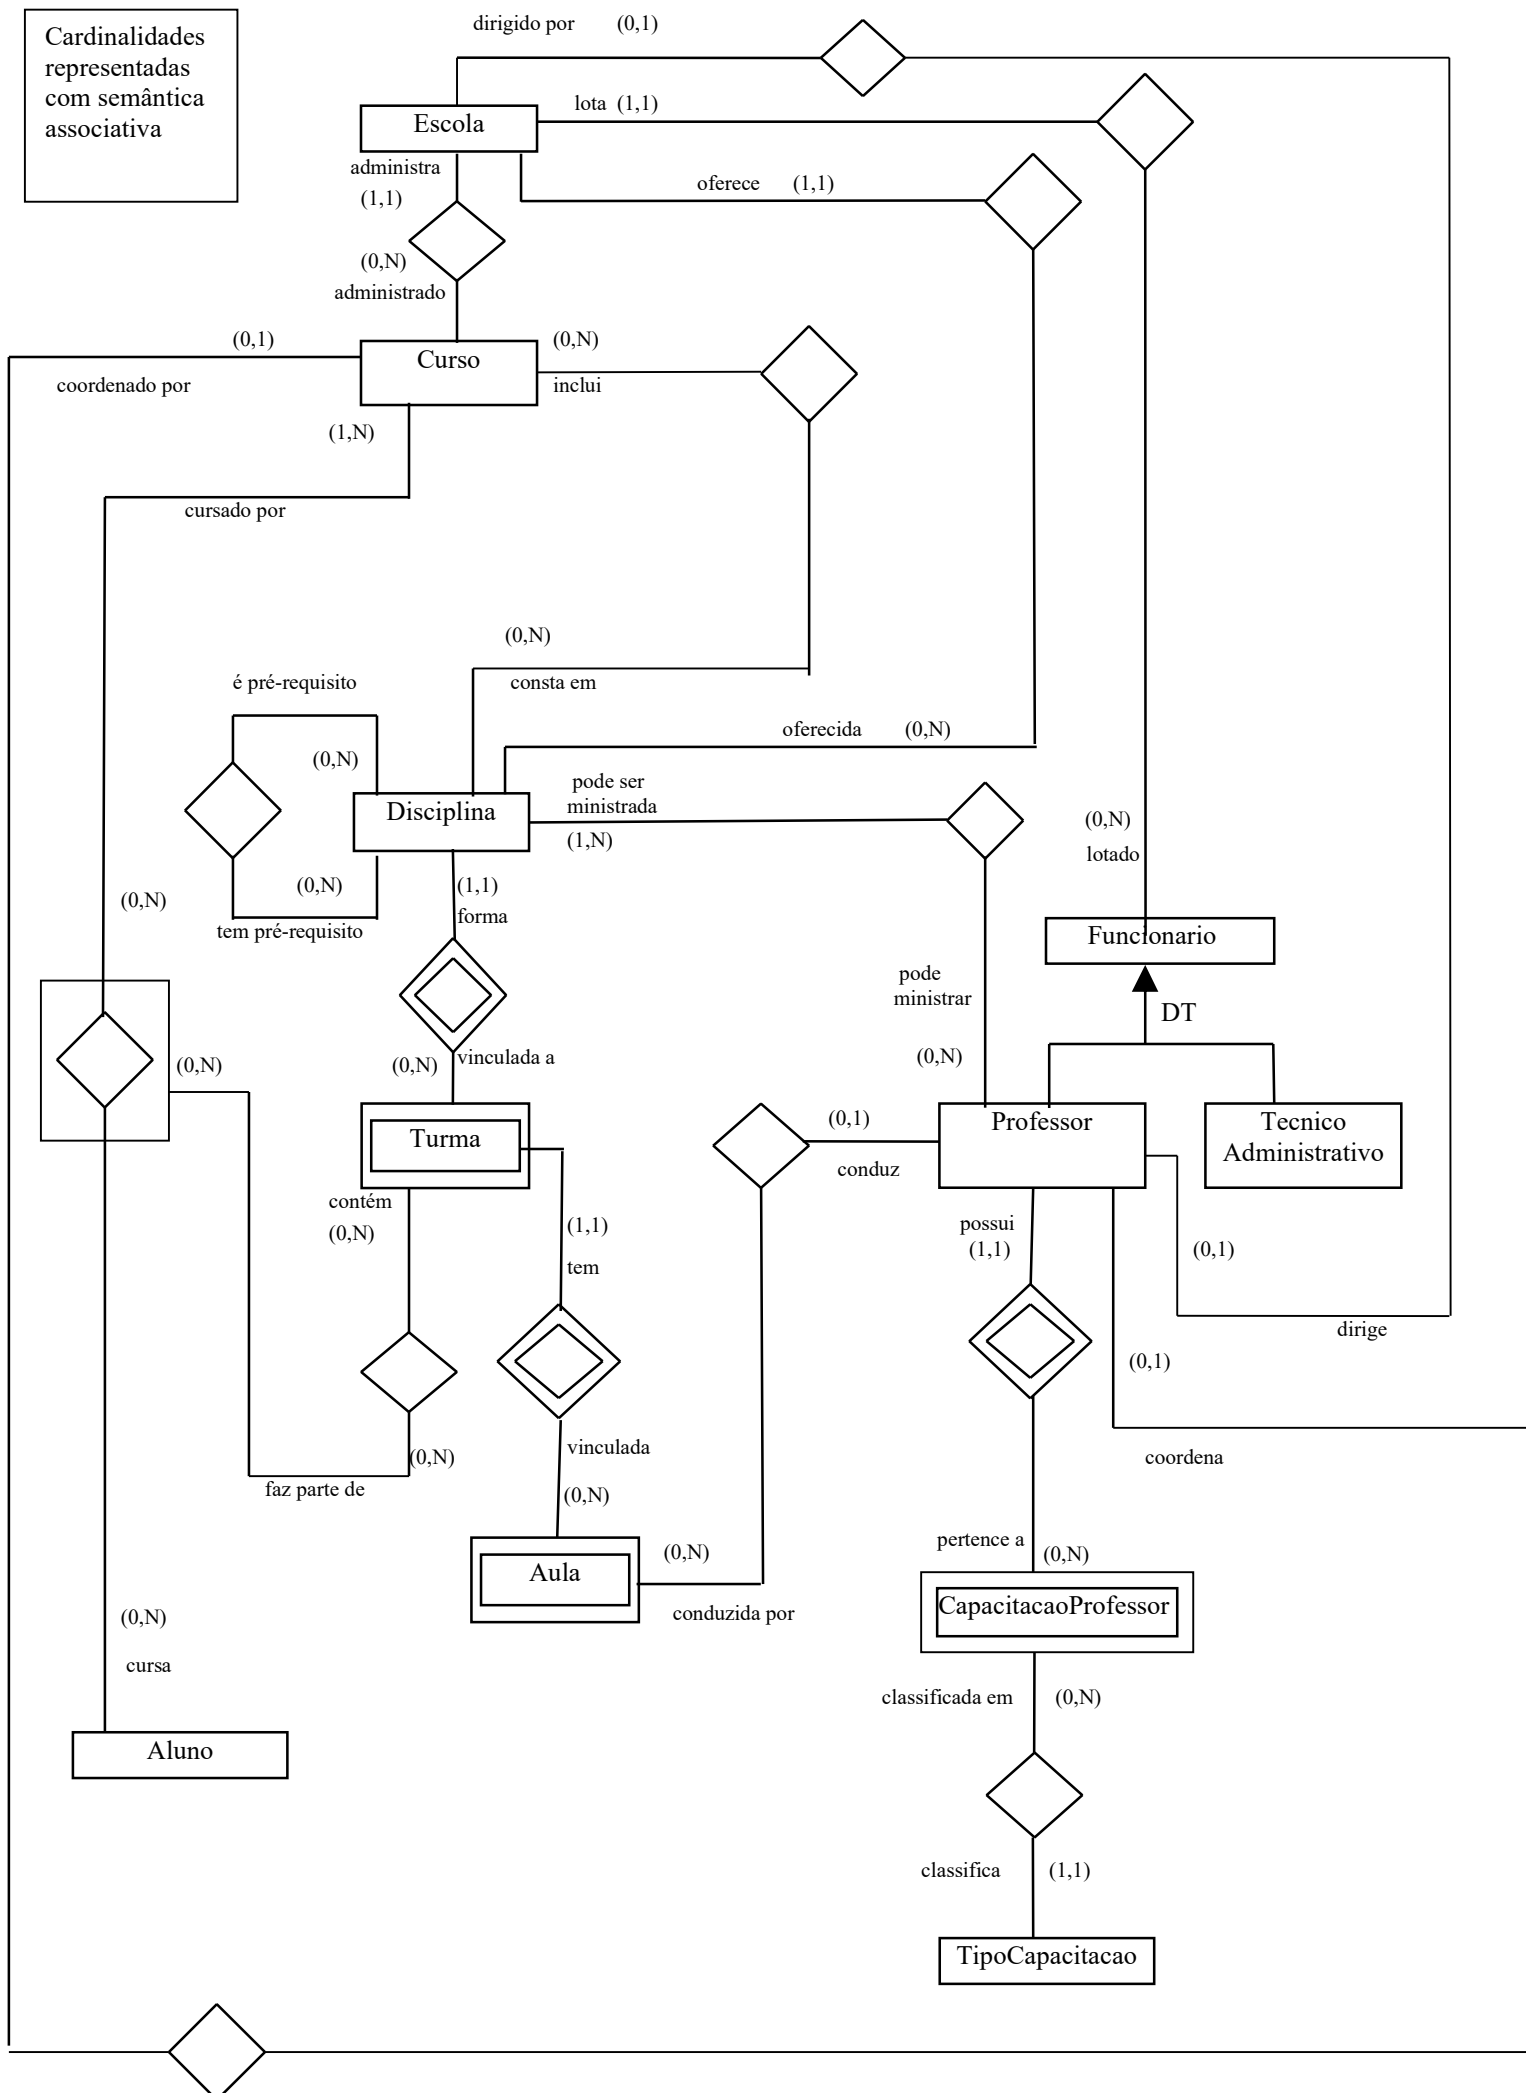 dirigido por (0,1)
Cardinalidades
representadas
com semântica
associativa
lota (1,1)
Escola
administra
(1,1)
oferece (1,1)
(0,N)
administrado
(0,1)
(0,N)
Curso
coordenado por
inclui
(1,N)
cursado por
(0,N)
consta em
é pré-requisito
oferecida (0,N)
(0,N)
pode ser
ministrada
Disciplina
(1,N)
(0,N)
lotado
(0,N)
(0,N)
(1,1)
forma
tem pré-requisito
Funcionario
pode
ministrar
DT
(0,N)
(0,N)
vinculada a
(0,N)
Turma
(0,1)
conduz
Professor
Tecnico
Administrativo
contém
(0,N)
(1,1)
tem
possui
(1,1)
(0,1)
dirige
(0,1)
(0,N)
vinculada
coordena
faz parte de
(0,N)
pertence a
(0,N)
(0,N)
Aula
conduzida por
CapacitacaoProfessor
(0,N)
cursa
classificada em (0,N)
Aluno
classifica (1,1)
TipoCapacitacao